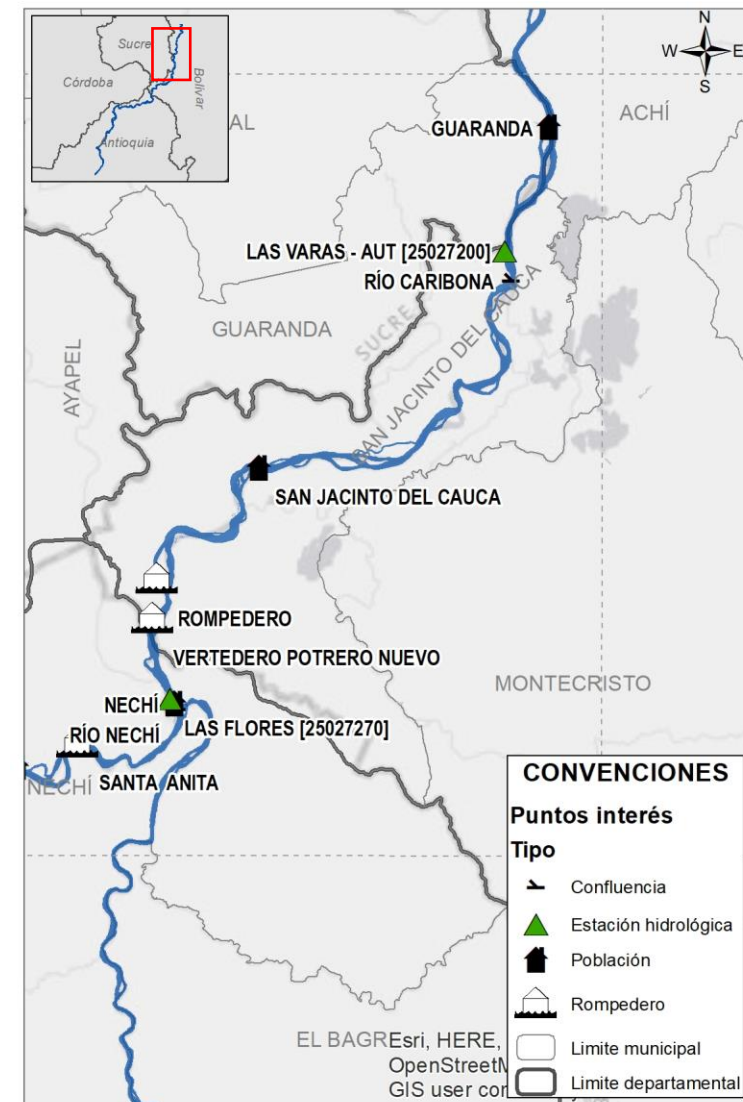 Sucre
Córdoba
Bolívar
Antioquia
N
W
E
S
AL
ACHÍ
GUARANDA
LAS VARAS - AUT [25027200]
RÍO CARIBONA
GUARANDA
SUCRE
SAN JACINTO DEL CAUCA
AYAPEL
SAN JACINTO DEL CAUCA
ROMPEDERO
VERTEDERO POTRERO NUEVO
MONTECRISTO
NECHÍ
LAS FLORES [25027270]
RÍO NECHÍ
NECHÍ
SANTA ANITA
EL BAGRE
Esri, HERE,
OpenStreetM
GIS user cor
CONVENCIONES
Puntos interés
Tipo
Confluencia
Estación hidrológica
Población
Rompedero
Limite municipal
Limite departamental